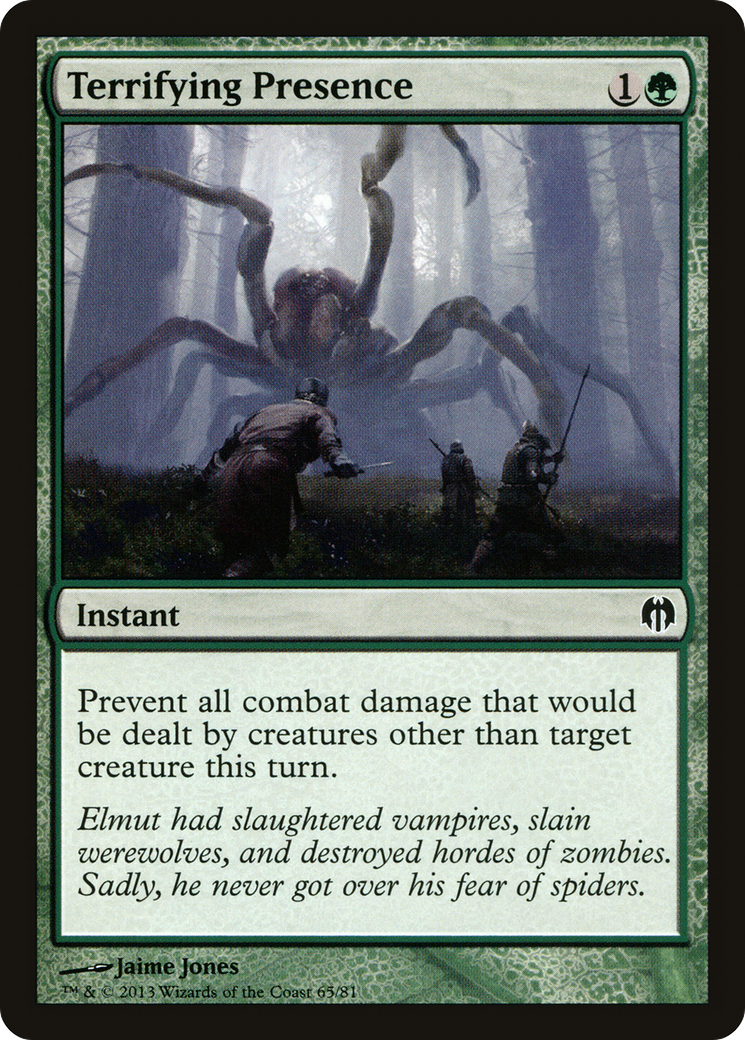 Terrifying Presence 1
Instant
Prevent all combat damage that would
be dealt by creatures other than target
creature this turn.
Elmut had slaughtered vampires, slain
werewolves, and destroyed hordes of zombies.
Sadly, he never got over his fear of spiders.
Jaime Jones
™ & © 2013 Wizards of the Coast 65/81